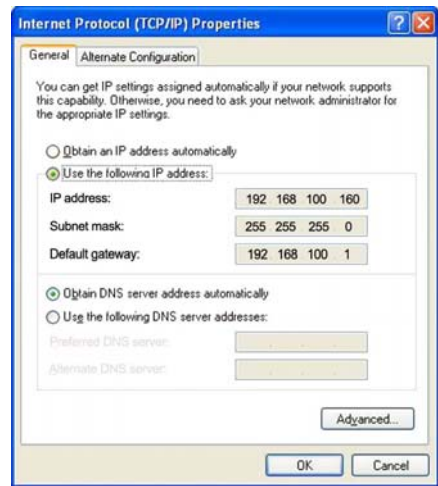 Internet Protocol (TCP/IP) Properties
General Alternate Configuration
You can get IP settings assigned automatically if your network supports
this capability. Otherwise, you need to ask your network administrator for
the appropriate IP settings.
Obtain an IP address automatically
Use the following IP address:
IP address: 192 168 100 160
Subnet mask: 255 255 255 0
Default gateway: 192 168 100 1
Obtain DNS server address automatically
Use the following DNS server addresses:
Preferred DNS server: . . .
Alternate DNS server: . . .
Advanced...
OK Cancel